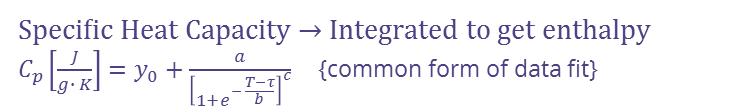 Specific Heat Capacity → Integrated to get enthalpy
C_p [J/(g·K)] = y_0 + a/[1+e^(-(T-τ)/b)]^c {common form of data fit}